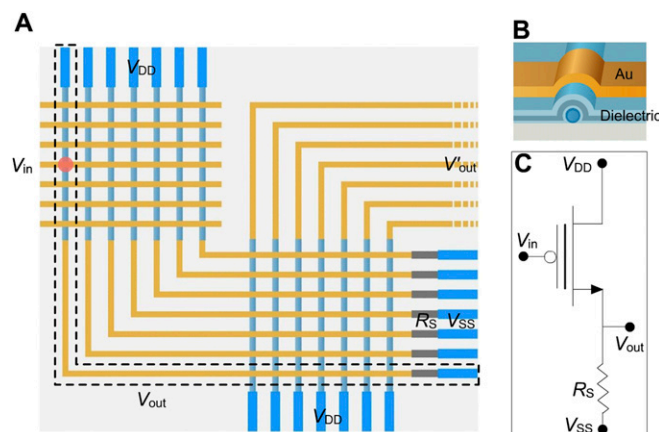 A
V_DD
V_in
V'_out
R_S V_SS
V_out
V_DD
B
Au
Dielectric
C
V_DD
V_in
V_out
R_S
V_SS